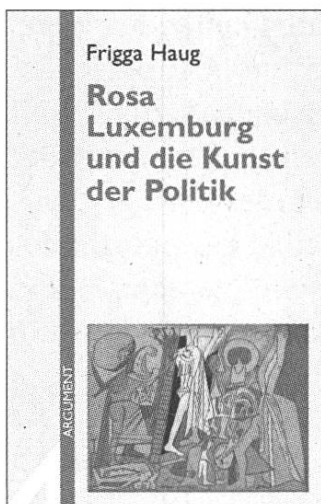 Frigga Haug
Rosa
Luxemburg
und die Kunst
der Politik
ARGUMENT